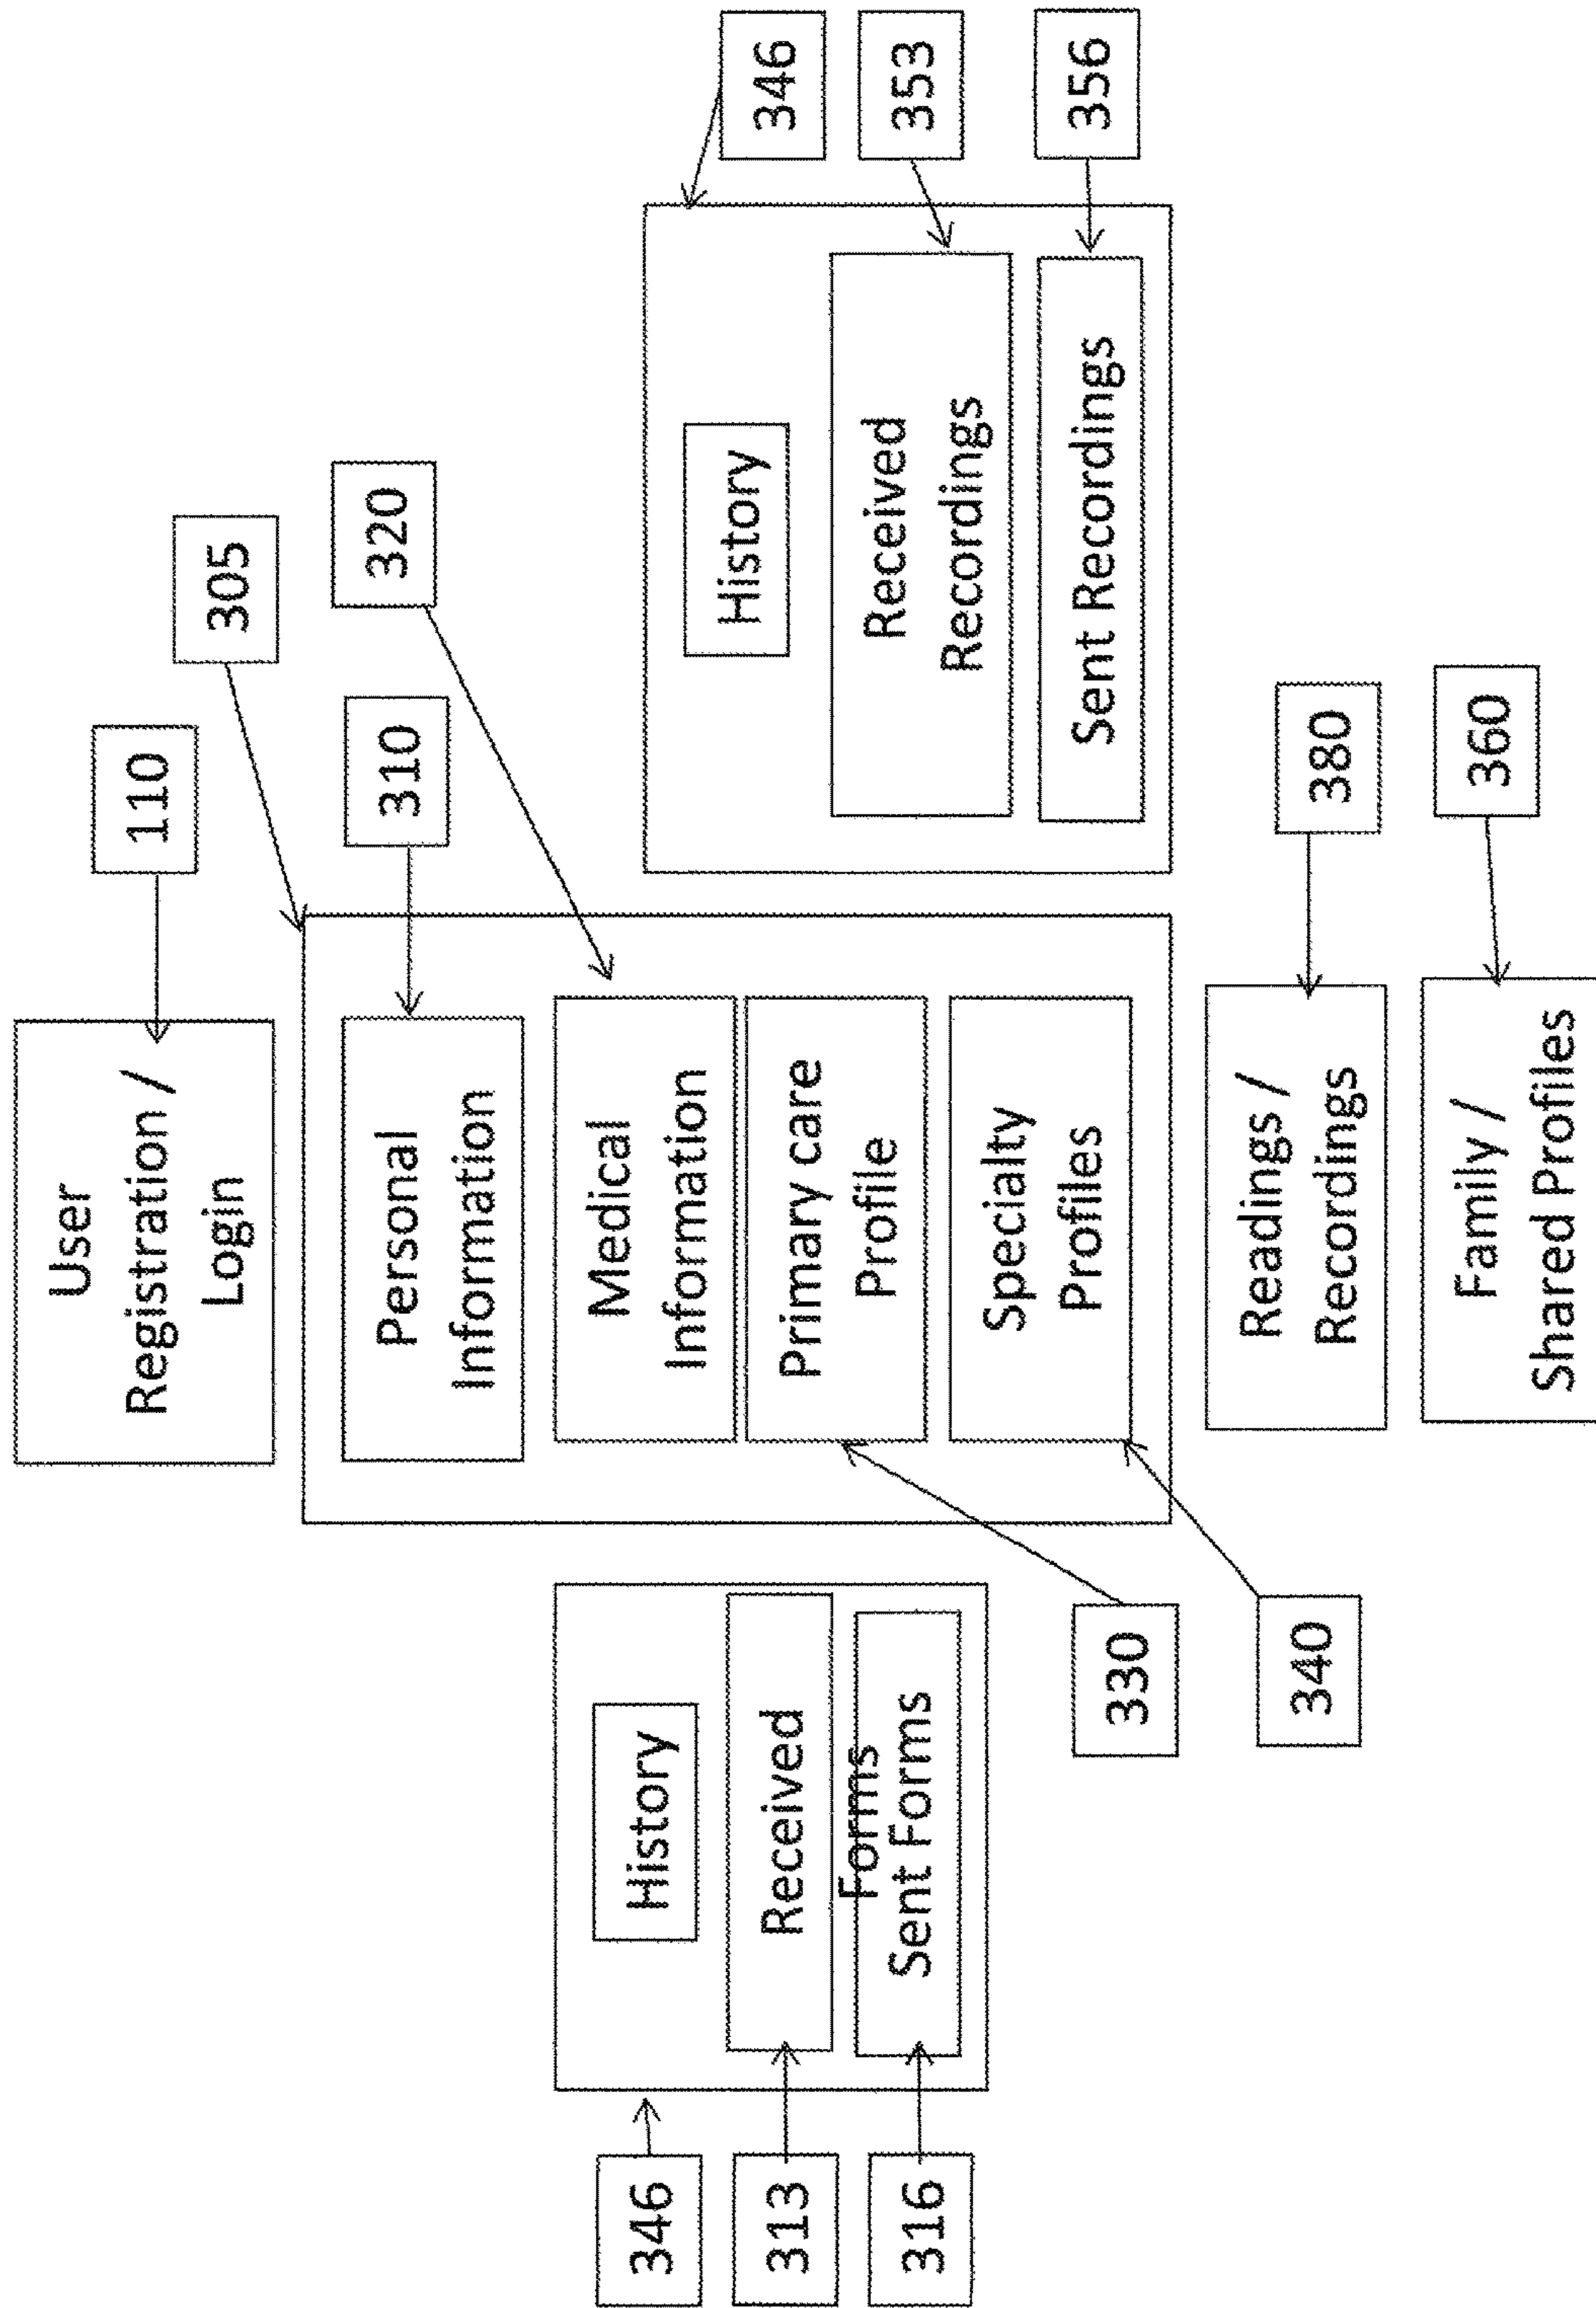 User
Registration /
Login
110
305
Personal
Information
310
320
Medical
Information
Primary care
Profile
Specialty
Profiles
346
History
Received
Forms
Sent Forms
313
316
330
340
History
Received
Recordings
Sent Recordings
346
353
356
Readings /
Recordings
380
Family /
Shared Profiles
360